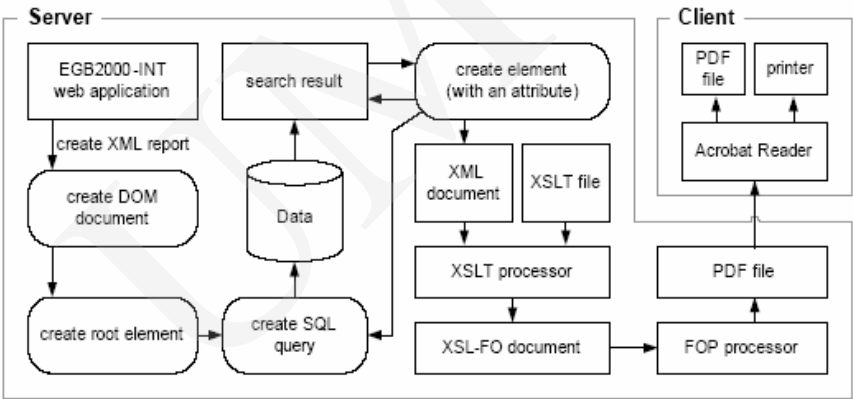 Server
Client
EGB2000-INT
web application
search result
create element
(with an attribute)
PDF
file
printer
create XML report
Acrobat Reader
XML
document
XSLT file
create DOM
document
Data
XSLT processor
PDF file
create root element
create SQL
query
XSL-FO document
FOP processor
UM